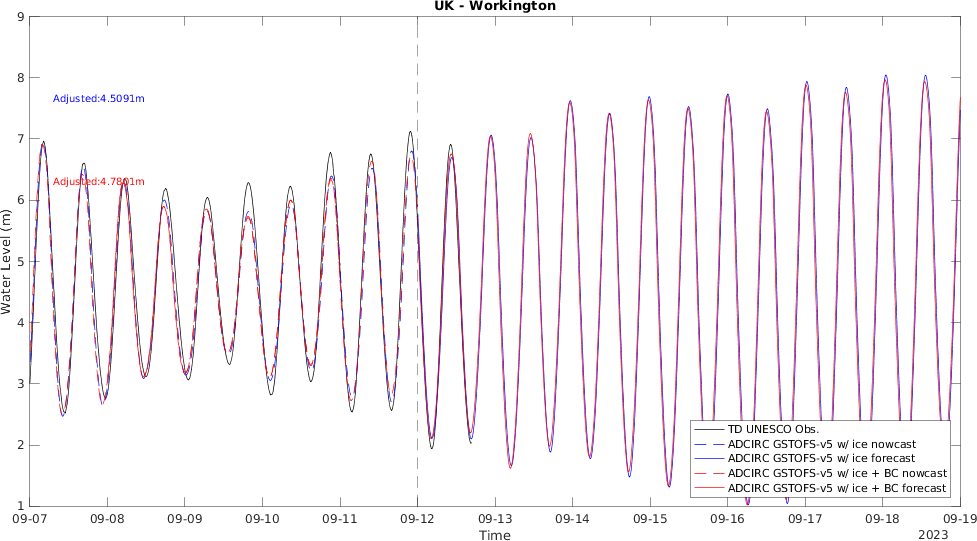 UK - Workington
9
8
7
6
5
4
3
2
1
Water Level (m)
Adjusted:4.5091m
Adjusted:4.7801m
TD UNESCO Obs.
ADCIRC GSTOFS-v5 w/ ice nowcast
ADCIRC GSTOFS-v5 w/ ice forecast
ADCIRC GSTOFS-v5 w/ ice + BC nowcast
ADCIRC GSTOFS-v5 w/ ice + BC forecast
09-07 09-08 09-09 09-10 09-11 09-12 09-13 09-14 09-15 09-16 09-17 09-18 09-19
Time
2023